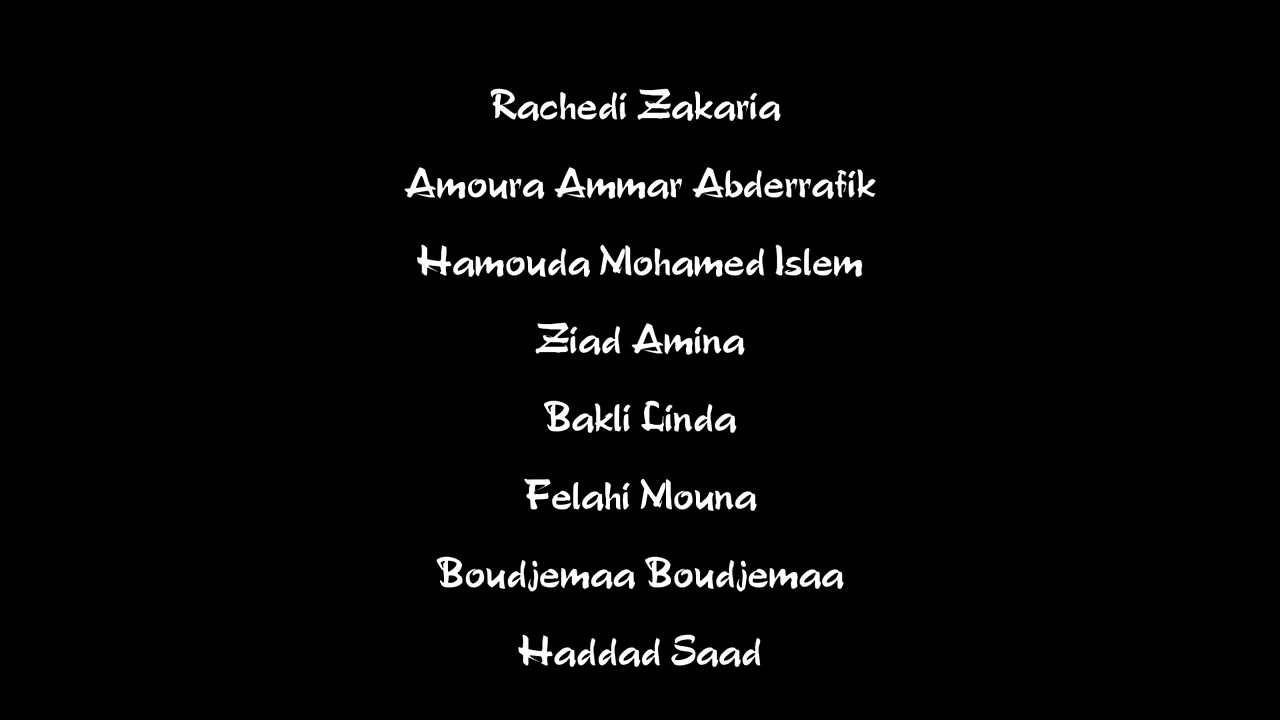 Rachedi Zakaria
Amoura Ammar Abderrafik
Hamouda Mohamed Islem
Ziad Amina
Bakli Linda
Felahi Mouna
Boudjemaa Boudjemaa
Haddad Saad